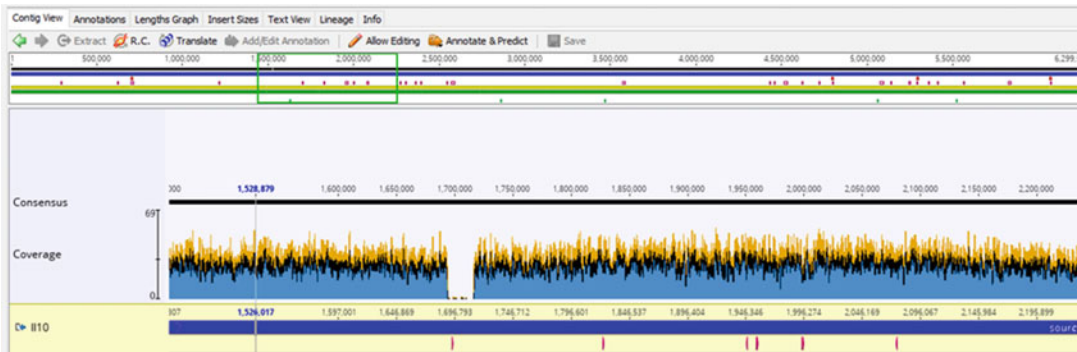 Contig View Annotations Lengths Graph Insert Sizes Text View Lineage Info
Extract R.C. Translate Add/Edit Annotation Allow Editing Annotate & Predict Save
1 500,000 1,000,000 1,500,000 2,000,000 2,500,000 3,000,000 3,500,000 4,000,000 4,500,000 5,000,000 5,500,000 6,299,
000 1,528,879 1,600,000 1,650,000 1,700,000 1,750,000 1,800,000 1,850,000 1,900,000 1,950,000 2,000,000 2,050,000 2,100,000 2,150,000 2,200,000
Consensus
69
Coverage
0
307 1,526,017 1,597,001 1,646,869 1,696,793 1,746,712 1,796,601 1,846,537 1,896,404 1,946,346 1,996,274 2,046,169 2,096,067 2,145,984 2,195,899
II10
sourc